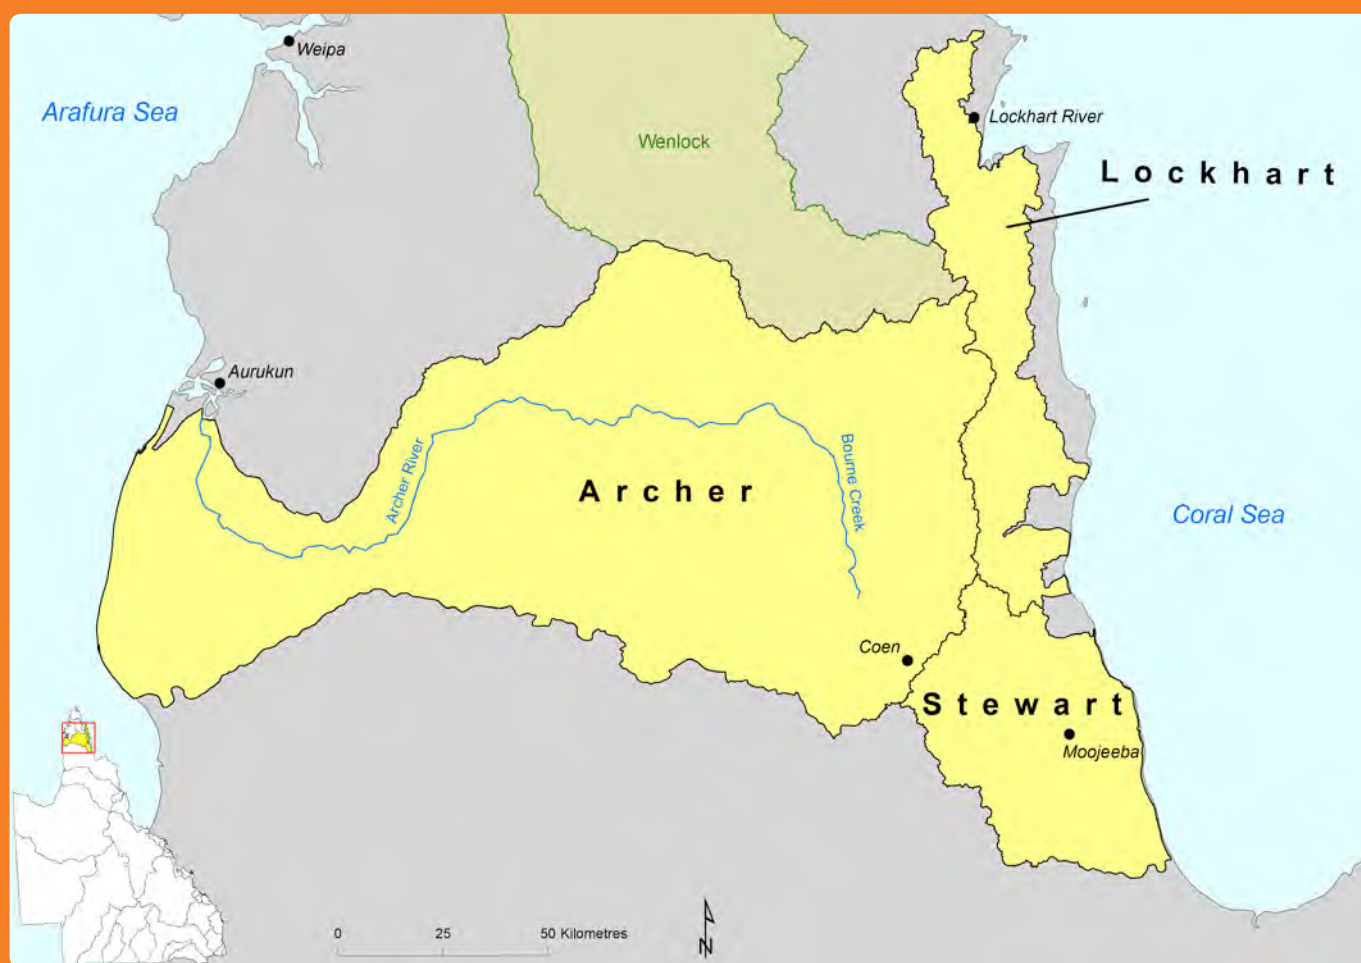 Weipa
Arafura Sea
Lockhart River
Wenlock
Lockhart
Aurukun
Archer River
Bourne Creek
Archer
Coral Sea
Coen
Stewart
Moojeeba
0 25 50 Kilometres
N